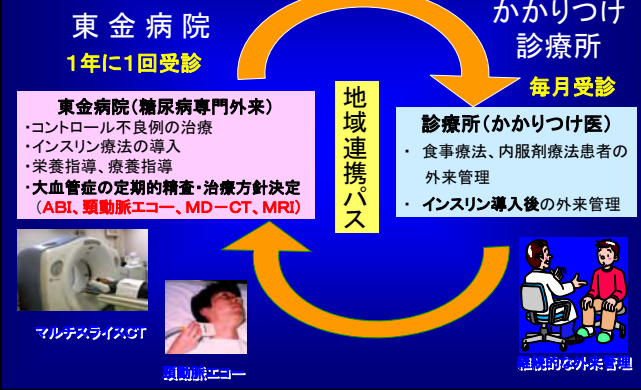 東金病院
1年に1回受診
かかりつけ
診療所
毎月受診
東金病院(糖尿病専門外来)
・コントロール不良例の治療
・インスリン療法の導入
・栄養指導、療養指導
・大血管症の定期的精査・治療方針決定
(ABI、頸動脈エコー、MD－CT、MRI)
地域連携パス
診療所(かかりつけ医)
・ 食事療法、内服剤療法患者の
外来管理
・ インスリン導入後の外来管理
マルチスライスCT
頸動脈エコー
継続的な外来管理